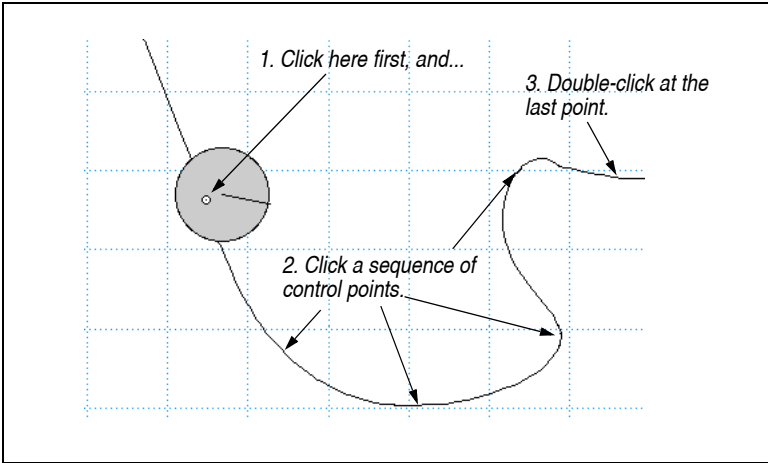 1. Click here first, and...
3. Double-click at the
last point.
2. Click a sequence of
control points.